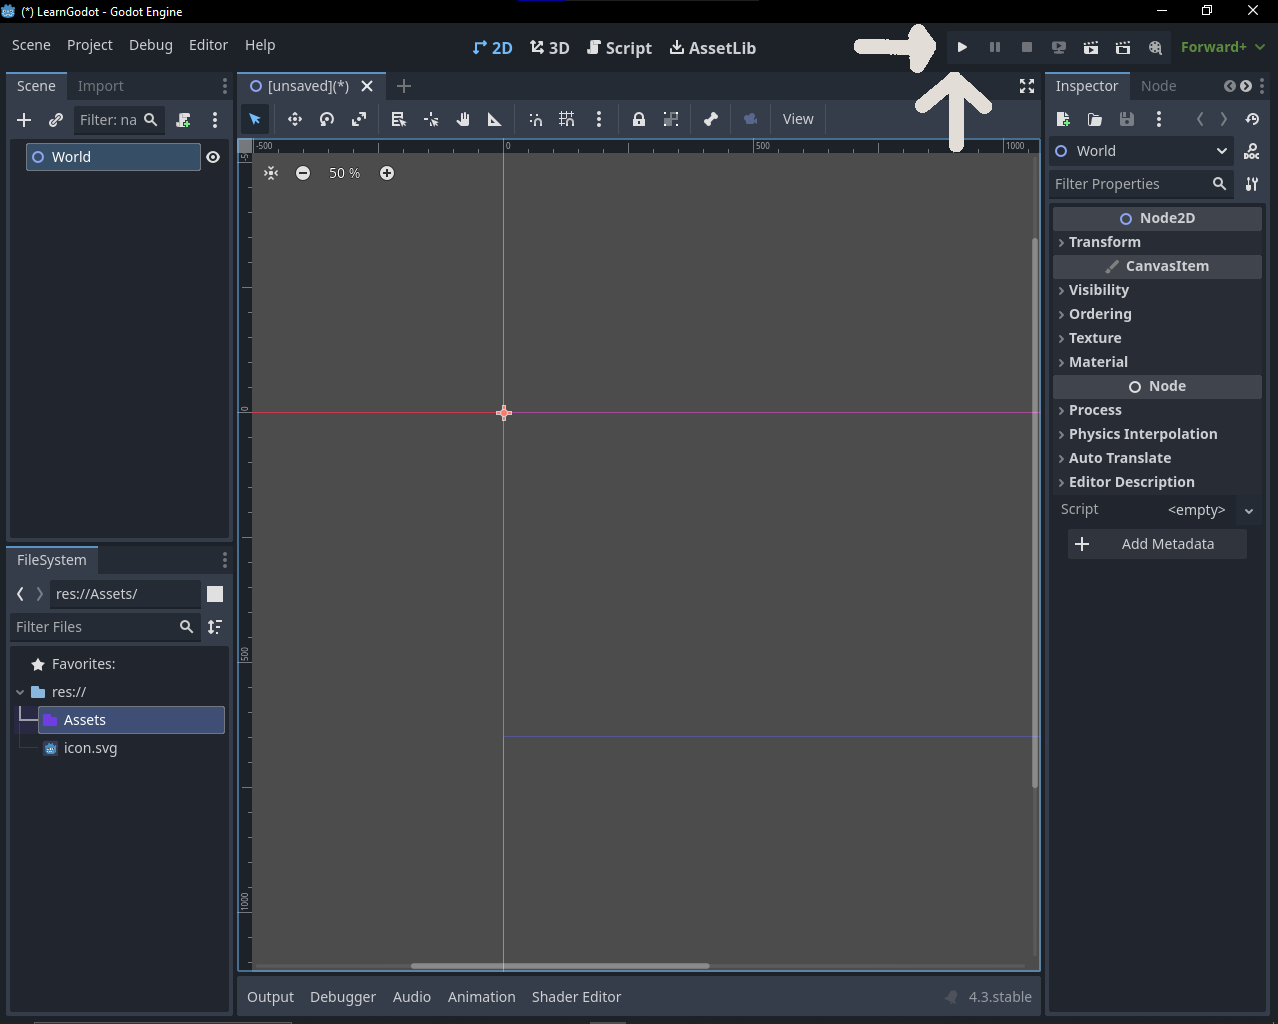 (*) LearnGodot - Godot Engine
Scene Project Debug Editor Help
2D 3D Script AssetLib
Forward+
Scene Import
[unsaved](*)
Inspector Node
Filter: na
View
World
-500 0 500 1000
50 %
World
DOC
Filter Properties
Node2D
Transform
CanvasItem
Visibility
Ordering
Texture
Material
Node
Process
Physics Interpolation
Auto Translate
Editor Description
Script <empty>
Add Metadata
0
500
1000
FileSystem
res://Assets/
Filter Files
Favorites:
res://
Assets
icon.svg
Output Debugger Audio Animation Shader Editor
4.3.stable